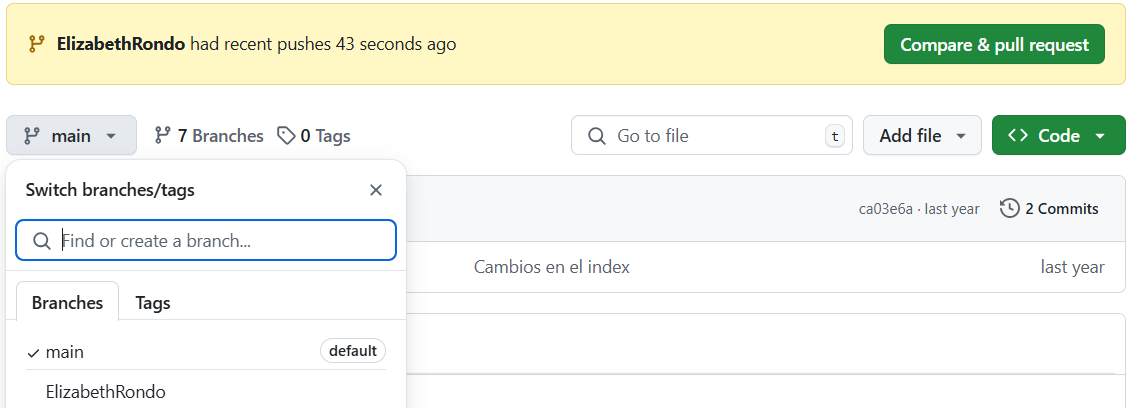 ElizabethRondo had recent pushes 43 seconds ago
Compare & pull request
main
7 Branches
0 Tags
Go to file
t
Add file
Code
Switch branches/tags
ca03e6a · last year
2 Commits
Find or create a branch...
Cambios en el index
last year
Branches
Tags
main
default
ElizabethRondo